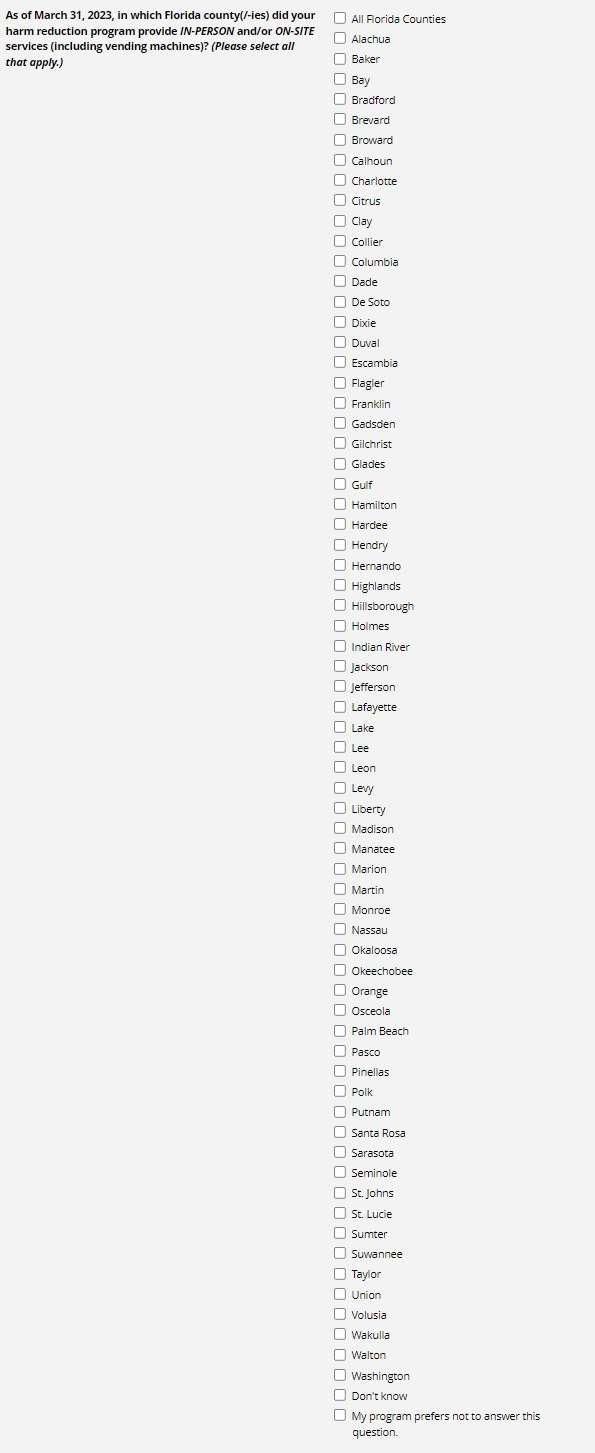 As of March 31, 2023, in which Florida county(/-ies) did your
harm reduction program provide IN-PERSON and/or ON-SITE
services (including vending machines)? (Please select all
that apply.)
All Florida Counties
Alachua
Baker
Bay
Bradford
Brevard
Broward
Calhoun
Charlotte
Citrus
Clay
Collier
Columbia
Dade
De Soto
Dixie
Duval
Escambia
Flagler
Franklin
Gadsden
Gilchrist
Glades
Gulf
Hamilton
Hardee
Hendry
Hernando
Highlands
Hillsborough
Holmes
Indian River
Jackson
Jefferson
Lafayette
Lake
Lee
Leon
Levy
Liberty
Madison
Manatee
Marion
Martin
Monroe
Nassau
Okaloosa
Okeechobee
Orange
Osceola
Palm Beach
Pasco
Pinellas
Polk
Putnam
Santa Rosa
Sarasota
Seminole
St. Johns
St. Lucie
Sumter
Suwannee
Taylor
Union
Volusia
Wakulla
Walton
Washington
Don't know
My program prefers not to answer this
question.